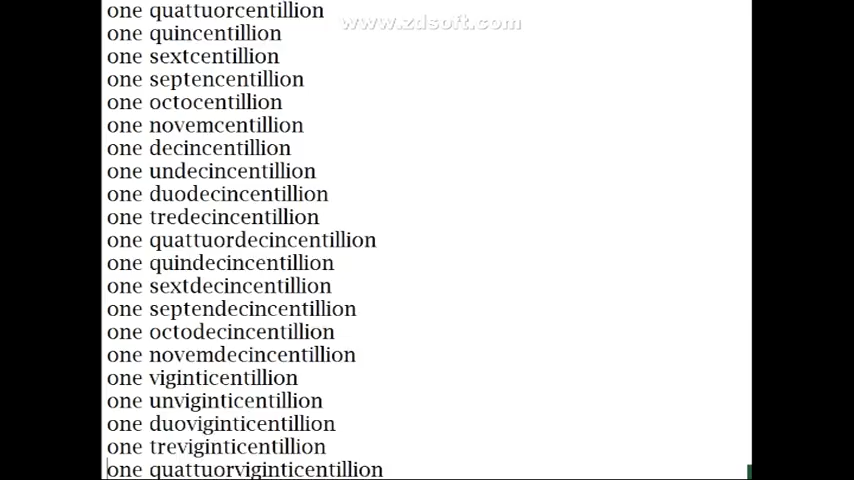 one quattuorcentillion
www.zdsoft.com
one quincentillion
one sextcentillion
one septencentillion
one octocentillion
one novemcentillion
one decincentillion
one undecincentillion
one duodecincentillion
one tredecincentillion
one quattuordecincentillion
one quindecincentillion
one sextdecincentillion
one septendecincentillion
one octodecincentillion
one novemdecincentillion
one viginticentillion
one unviginticentillion
one duoviginticentillion
one treviginticentillion
one quattuorviginticentillion